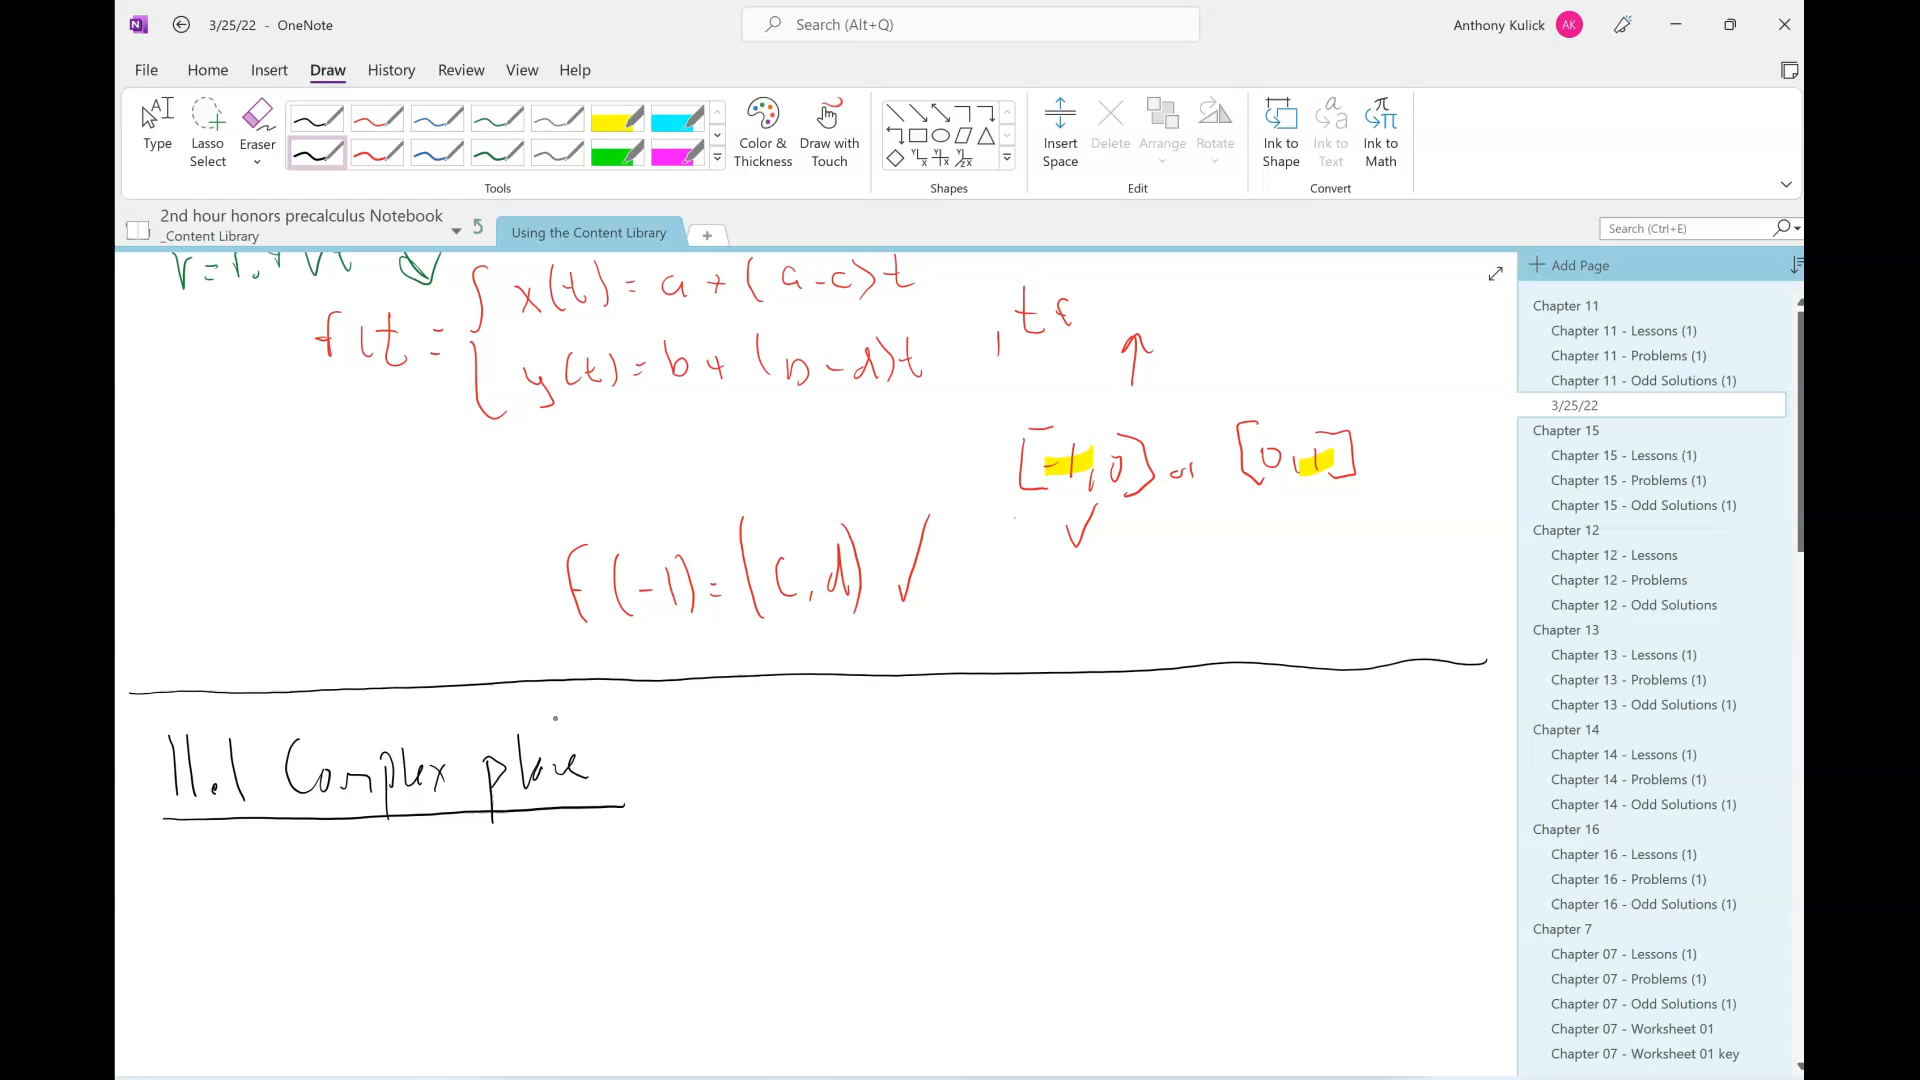 3/25/22 - OneNote
Search (Alt+Q)
Anthony Kulick AK
File Home Insert Draw History Review View Help
Type
Lasso Select
Eraser
Color & Thickness
Draw with Touch
Insert Space
Delete
Arrange
Rotate
Ink to Shape
Ink to Text
Ink to Math
Tools
Shapes
Edit
Convert
2nd hour honors precalculus Notebook
_Content Library
Using the Content Library
Search (Ctrl+E)
x(t) = a + (a - c) t
f(t =
, t ε
y(t) = b + (b - d) t
[-1, 0] or [0, 1]
f(-1) = (c, d) ✓
11.1 Complex plane
Add Page
Chapter 11
Chapter 11 - Lessons (1)
Chapter 11 - Problems (1)
Chapter 11 - Odd Solutions (1)
3/25/22
Chapter 15
Chapter 15 - Lessons (1)
Chapter 15 - Problems (1)
Chapter 15 - Odd Solutions (1)
Chapter 12
Chapter 12 - Lessons
Chapter 12 - Problems
Chapter 12 - Odd Solutions
Chapter 13
Chapter 13 - Lessons (1)
Chapter 13 - Problems (1)
Chapter 13 - Odd Solutions (1)
Chapter 14
Chapter 14 - Lessons (1)
Chapter 14 - Problems (1)
Chapter 14 - Odd Solutions (1)
Chapter 16
Chapter 16 - Lessons (1)
Chapter 16 - Problems (1)
Chapter 16 - Odd Solutions (1)
Chapter 7
Chapter 07 - Lessons (1)
Chapter 07 - Problems (1)
Chapter 07 - Odd Solutions (1)
Chapter 07 - Worksheet 01
Chapter 07 - Worksheet 01 key